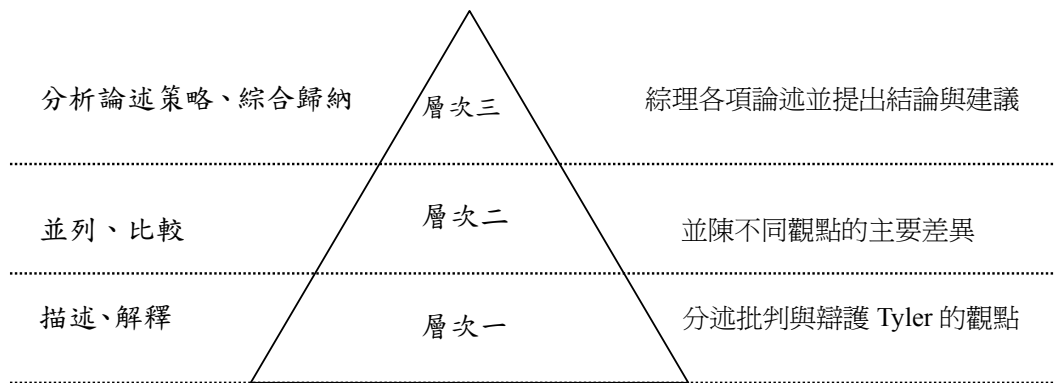 分析論述策略、綜合歸納
層次三
綜理各項論述並提出結論與建議
並列、比較
層次二
並陳不同觀點的主要差異
描述、解釋
層次一
分述批判與辯護 Tyler 的觀點